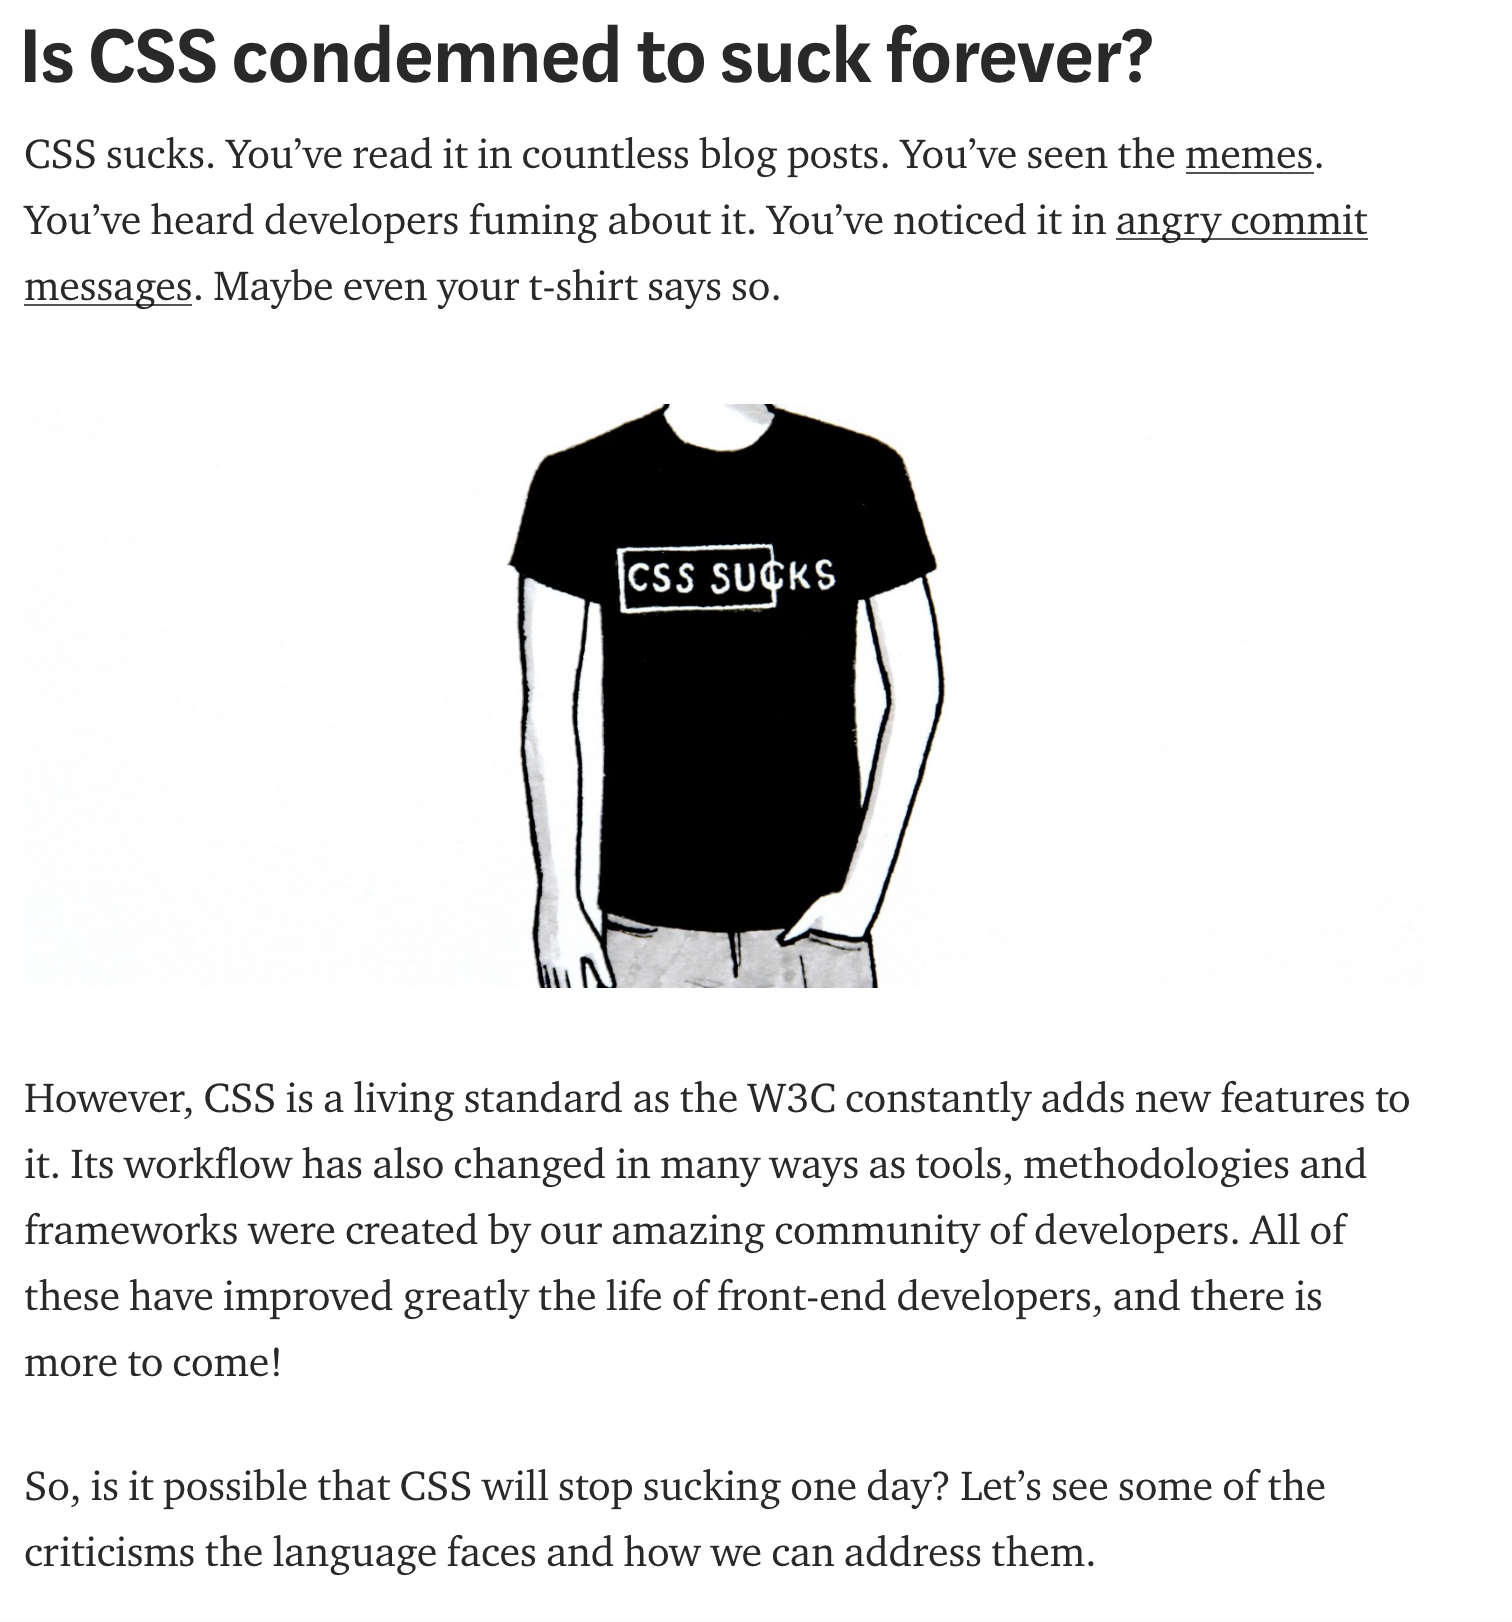 Is CSS condemned to suck forever?
CSS sucks. You’ve read it in countless blog posts. You’ve seen the memes.
You’ve heard developers fuming about it. You’ve noticed it in angry commit
messages. Maybe even your t-shirt says so.
CSS SUCKS
However, CSS is a living standard as the W3C constantly adds new features to
it. Its workflow has also changed in many ways as tools, methodologies and
frameworks were created by our amazing community of developers. All of
these have improved greatly the life of front-end developers, and there is
more to come!
So, is it possible that CSS will stop sucking one day? Let’s see some of the
criticisms the language faces and how we can address them.